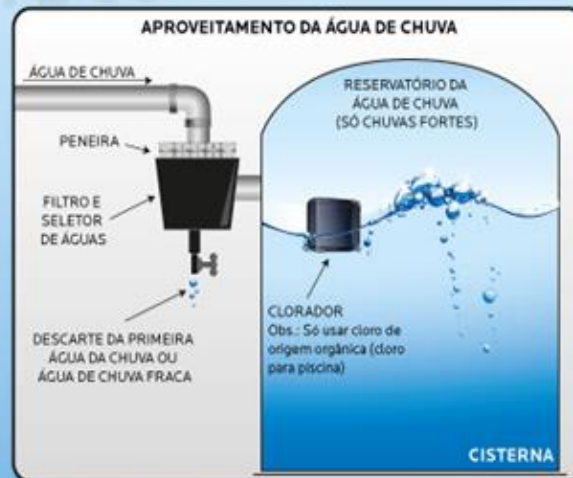 APROVEITAMENTO DA ÁGUA DE CHUVA
ÁGUA DE CHUVA
PENEIRA
FILTRO E
SELETOR
DE ÁGUAS
DESCARTE DA PRIMEIRA
ÁGUA DA CHUVA OU
ÁGUA DE CHUVA FRACA
RESERVATÓRIO DA
ÁGUA DE CHUVA
(SÓ CHUVAS FORTES)
CLORADOR
Obs.: Só usar cloro de
origem orgânica (cloro
para piscina)
CISTERNA